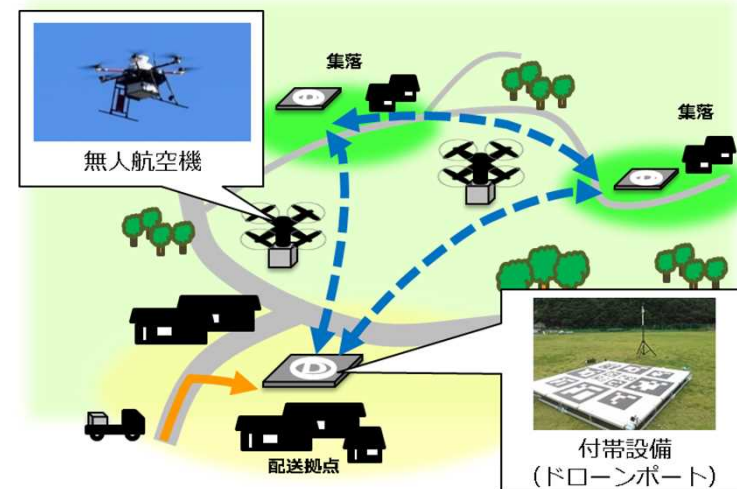 集落
無人航空機
集落
配送拠点
付帯設備
(ドローンポート)